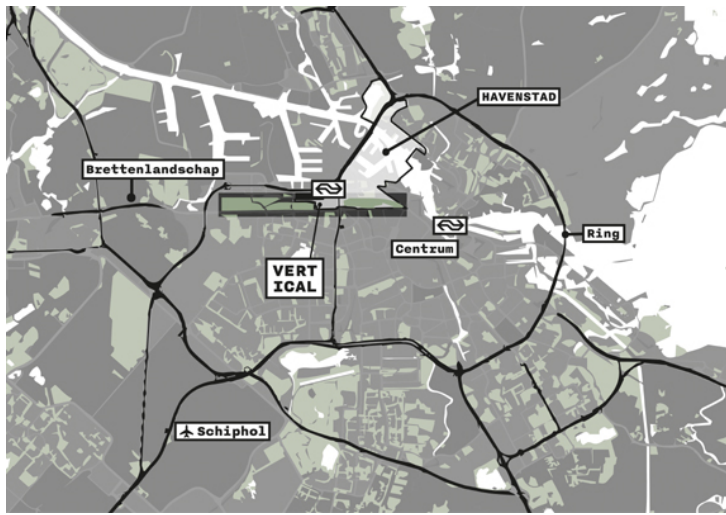 HAVENSTAD
Brettenlandschap
Ring
Centrum
VERT
ICAL
Schiphol